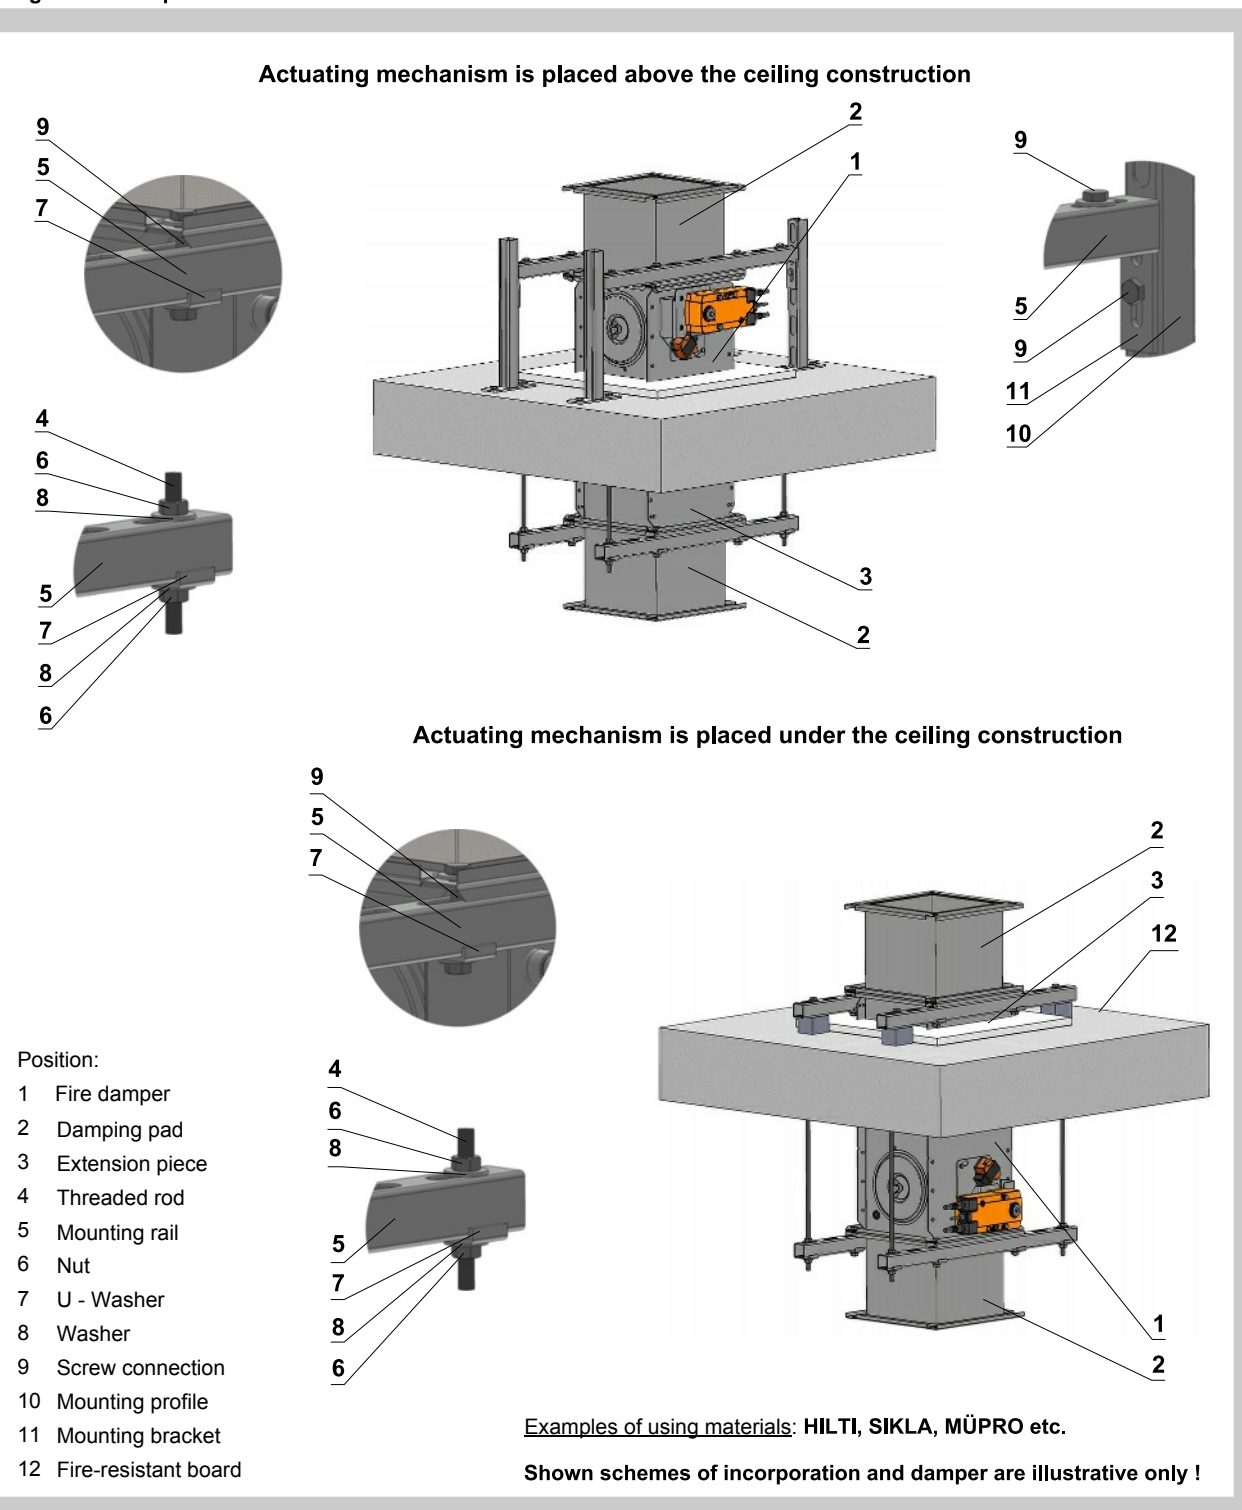 Actuating mechanism is placed above the ceiling construction
9
5
7
2
1
9
5
9
11
10
4
6
8
5
7
8
6
3
2
Actuating mechanism is placed under the ceiling construction
9
5
7
2
3
12
4
6
8
5
7
8
6
1
2
Position:
1 Fire damper
2 Damping pad
3 Extension piece
4 Threaded rod
5 Mounting rail
6 Nut
7 U - Washer
8 Washer
9 Screw connection
10 Mounting profile
11 Mounting bracket
12 Fire-resistant board
Examples of using materials: HILTI, SIKLA, MÜPRO etc.
Shown schemes of incorporation and damper are illustrative only !